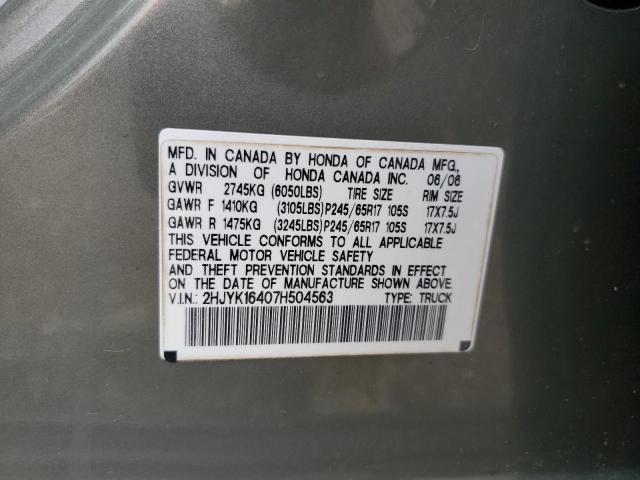 MFD. IN CANADA BY HONDA OF CANADA MFG.,
A DIVISION OF HONDA CANADA INC. 06/06
GVWR 2745KG (6050LBS) TIRE SIZE RIM SIZE
GAWR F 1410KG (3105LBS)P245/65R17 105S 17X7.5J
GAWR R 1475KG (3245LBS)P245/65R17 105S 17X7.5J
THIS VEHICLE CONFORMS TO ALL APPLICABLE
FEDERAL MOTOR VEHICLE SAFETY
AND THEFT PREVENTION STANDARDS IN EFFECT
ON THE DATE OF MANUFACTURE SHOWN ABOVE.
V.I.N.: 2HJYK16407H504563 TYPE: TRUCK